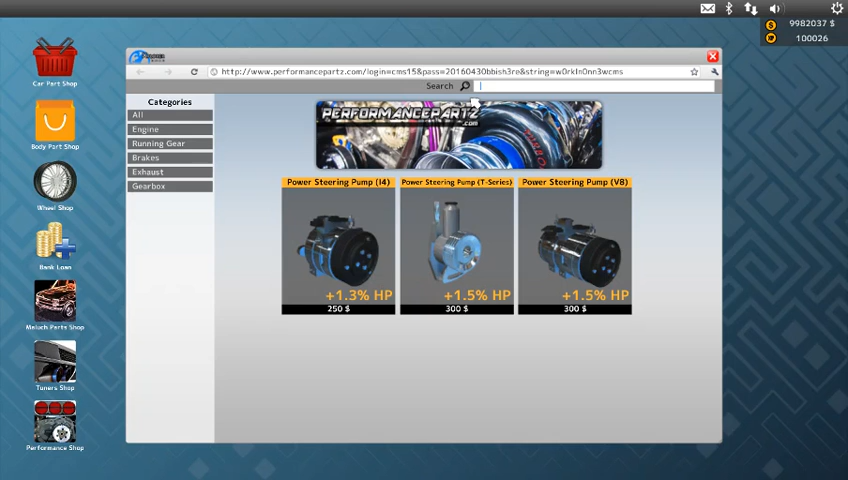 9982037 $
100026
Car Part Shop
Body Part Shop
Wheel Shop
Bank Loan
Maluch Parts Shop
Tuners Shop
Performance Shop
http://www.performancepartz.com/login=cms15&pass=20160430bbish3re&string=w0rkIn0nn3wcms
Search
Categories
All
Engine
Running Gear
Brakes
Exhaust
Gearbox
PERFORMANCEPARTZ
.com
TURBO
Power Steering Pump (I4)
+1.3% HP
250 $
Power Steering Pump (T-Series)
+1.5% HP
300 $
Power Steering Pump (V8)
+1.5% HP
300 $